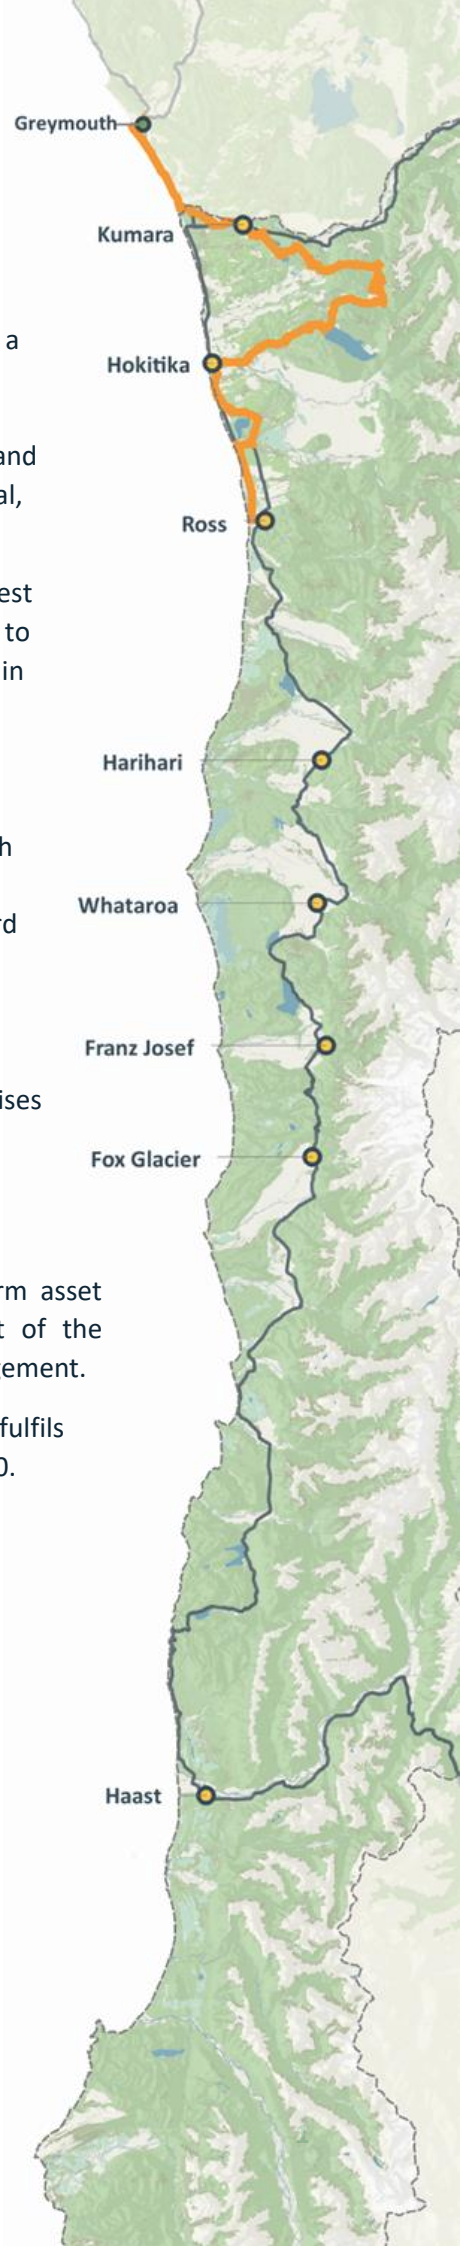 Greymouth
Kumara
a
Hokitika
and
al,
Ross
est
to
in
Harihari
h
Whataroa
rd
Franz Josef
ises
Fox Glacier
rm asset
t of the
gement.
fulfils
0.
Haast